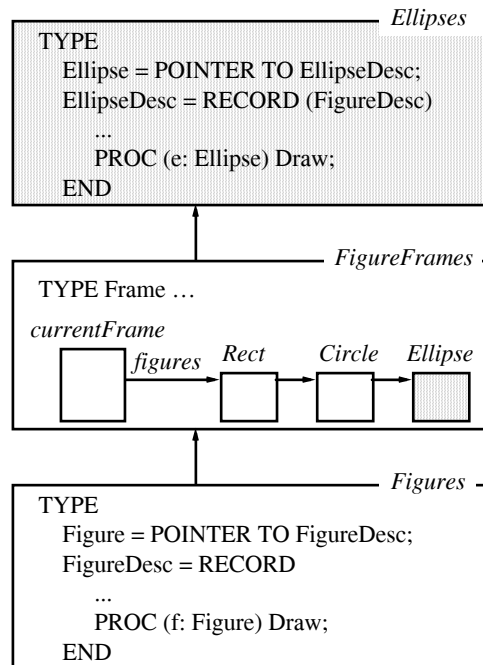 Ellipses
TYPE
Ellipse = POINTER TO EllipseDesc;
EllipseDesc = RECORD (FigureDesc)
...
PROC (e: Ellipse) Draw;
END
FigureFrames
TYPE Frame …
currentFrame
figures
Rect
Circle
Ellipse
Figures
TYPE
Figure = POINTER TO FigureDesc;
FigureDesc = RECORD
...
PROC (f: Figure) Draw;
END